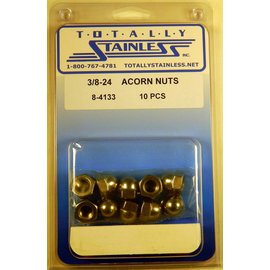 TOTALLY
STAINLESS
INC.
1-800-767-4781 TOTALLYSTAINLESS.NET
3/8-24 ACORN NUTS
8-4133 10 PCS